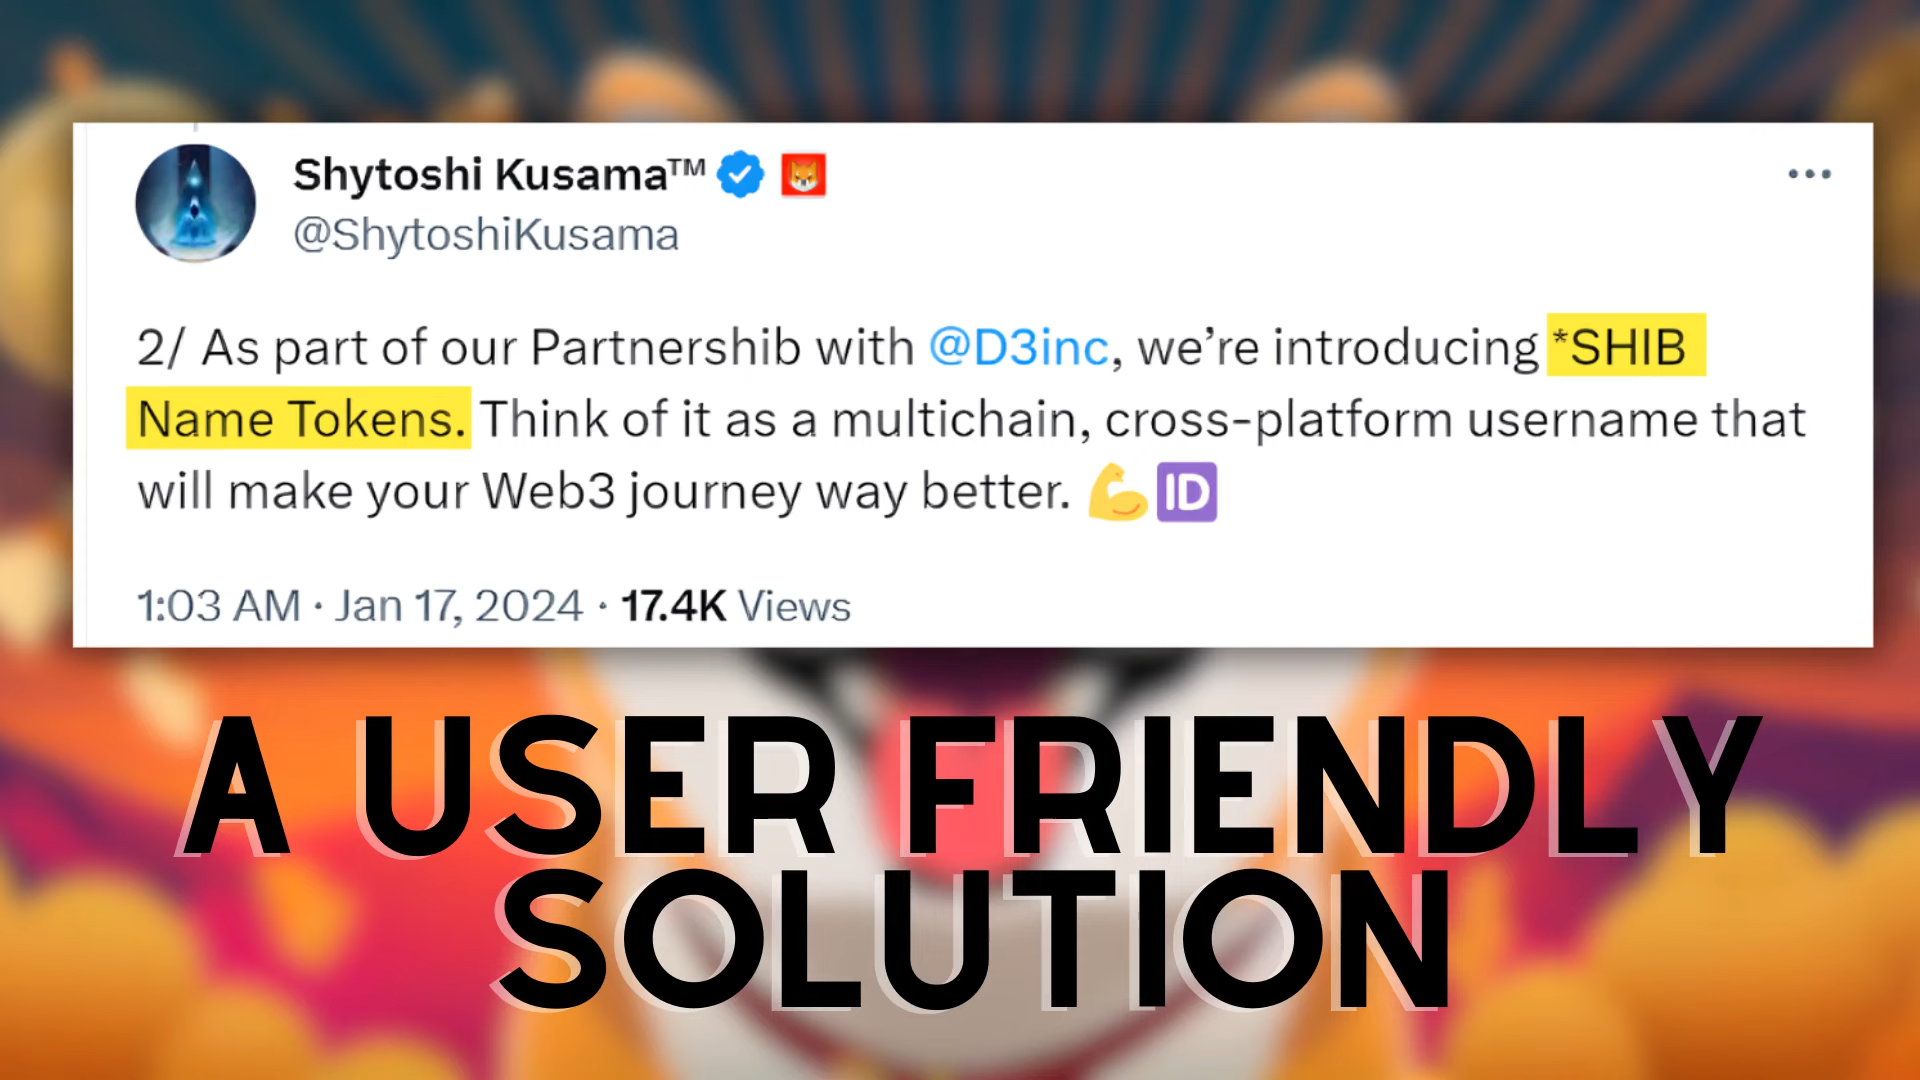 Shytoshi Kusama™
@ShytoshiKusama
2/ As part of our Partnershib with @D3inc, we’re introducing *SHIB
Name Tokens. Think of it as a multichain, cross-platform username that
will make your Web3 journey way better. 💪🆔
1:03 AM · Jan 17, 2024 · 17.4K Views
A USER FRIENDLY
SOLUTION